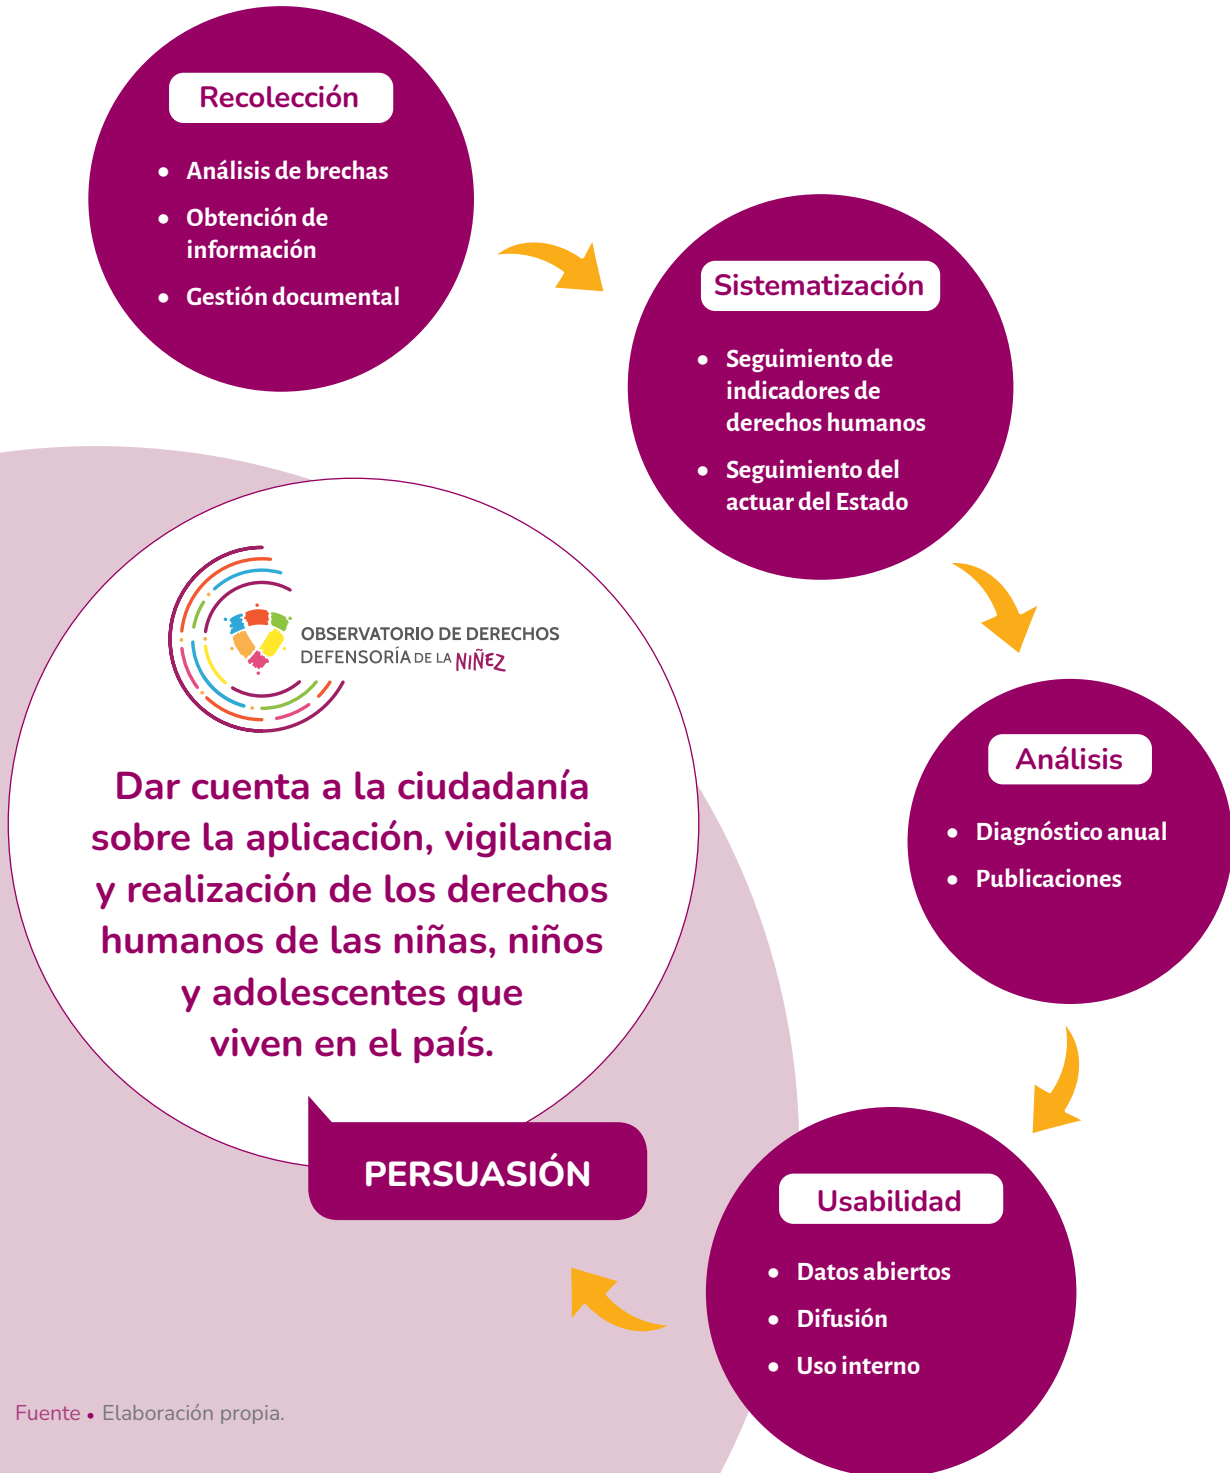 Recolección
• Análisis de brechas
• Obtención de
información
• Gestión documental
Sistematización
• Seguimiento de
indicadores de
derechos humanos
• Seguimiento del
actuar del Estado
Análisis
• Diagnóstico anual
• Publicaciones
Usabilidad
• Datos abiertos
• Difusión
• Uso interno
OBSERVATORIO DE DERECHOS
DEFENSORÍA DE LA NIÑEZ
Dar cuenta a la ciudadanía
sobre la aplicación, vigilancia
y realización de los derechos
humanos de las niñas, niños
y adolescentes que
viven en el país.
PERSUASIÓN
Fuente • Elaboración propia.